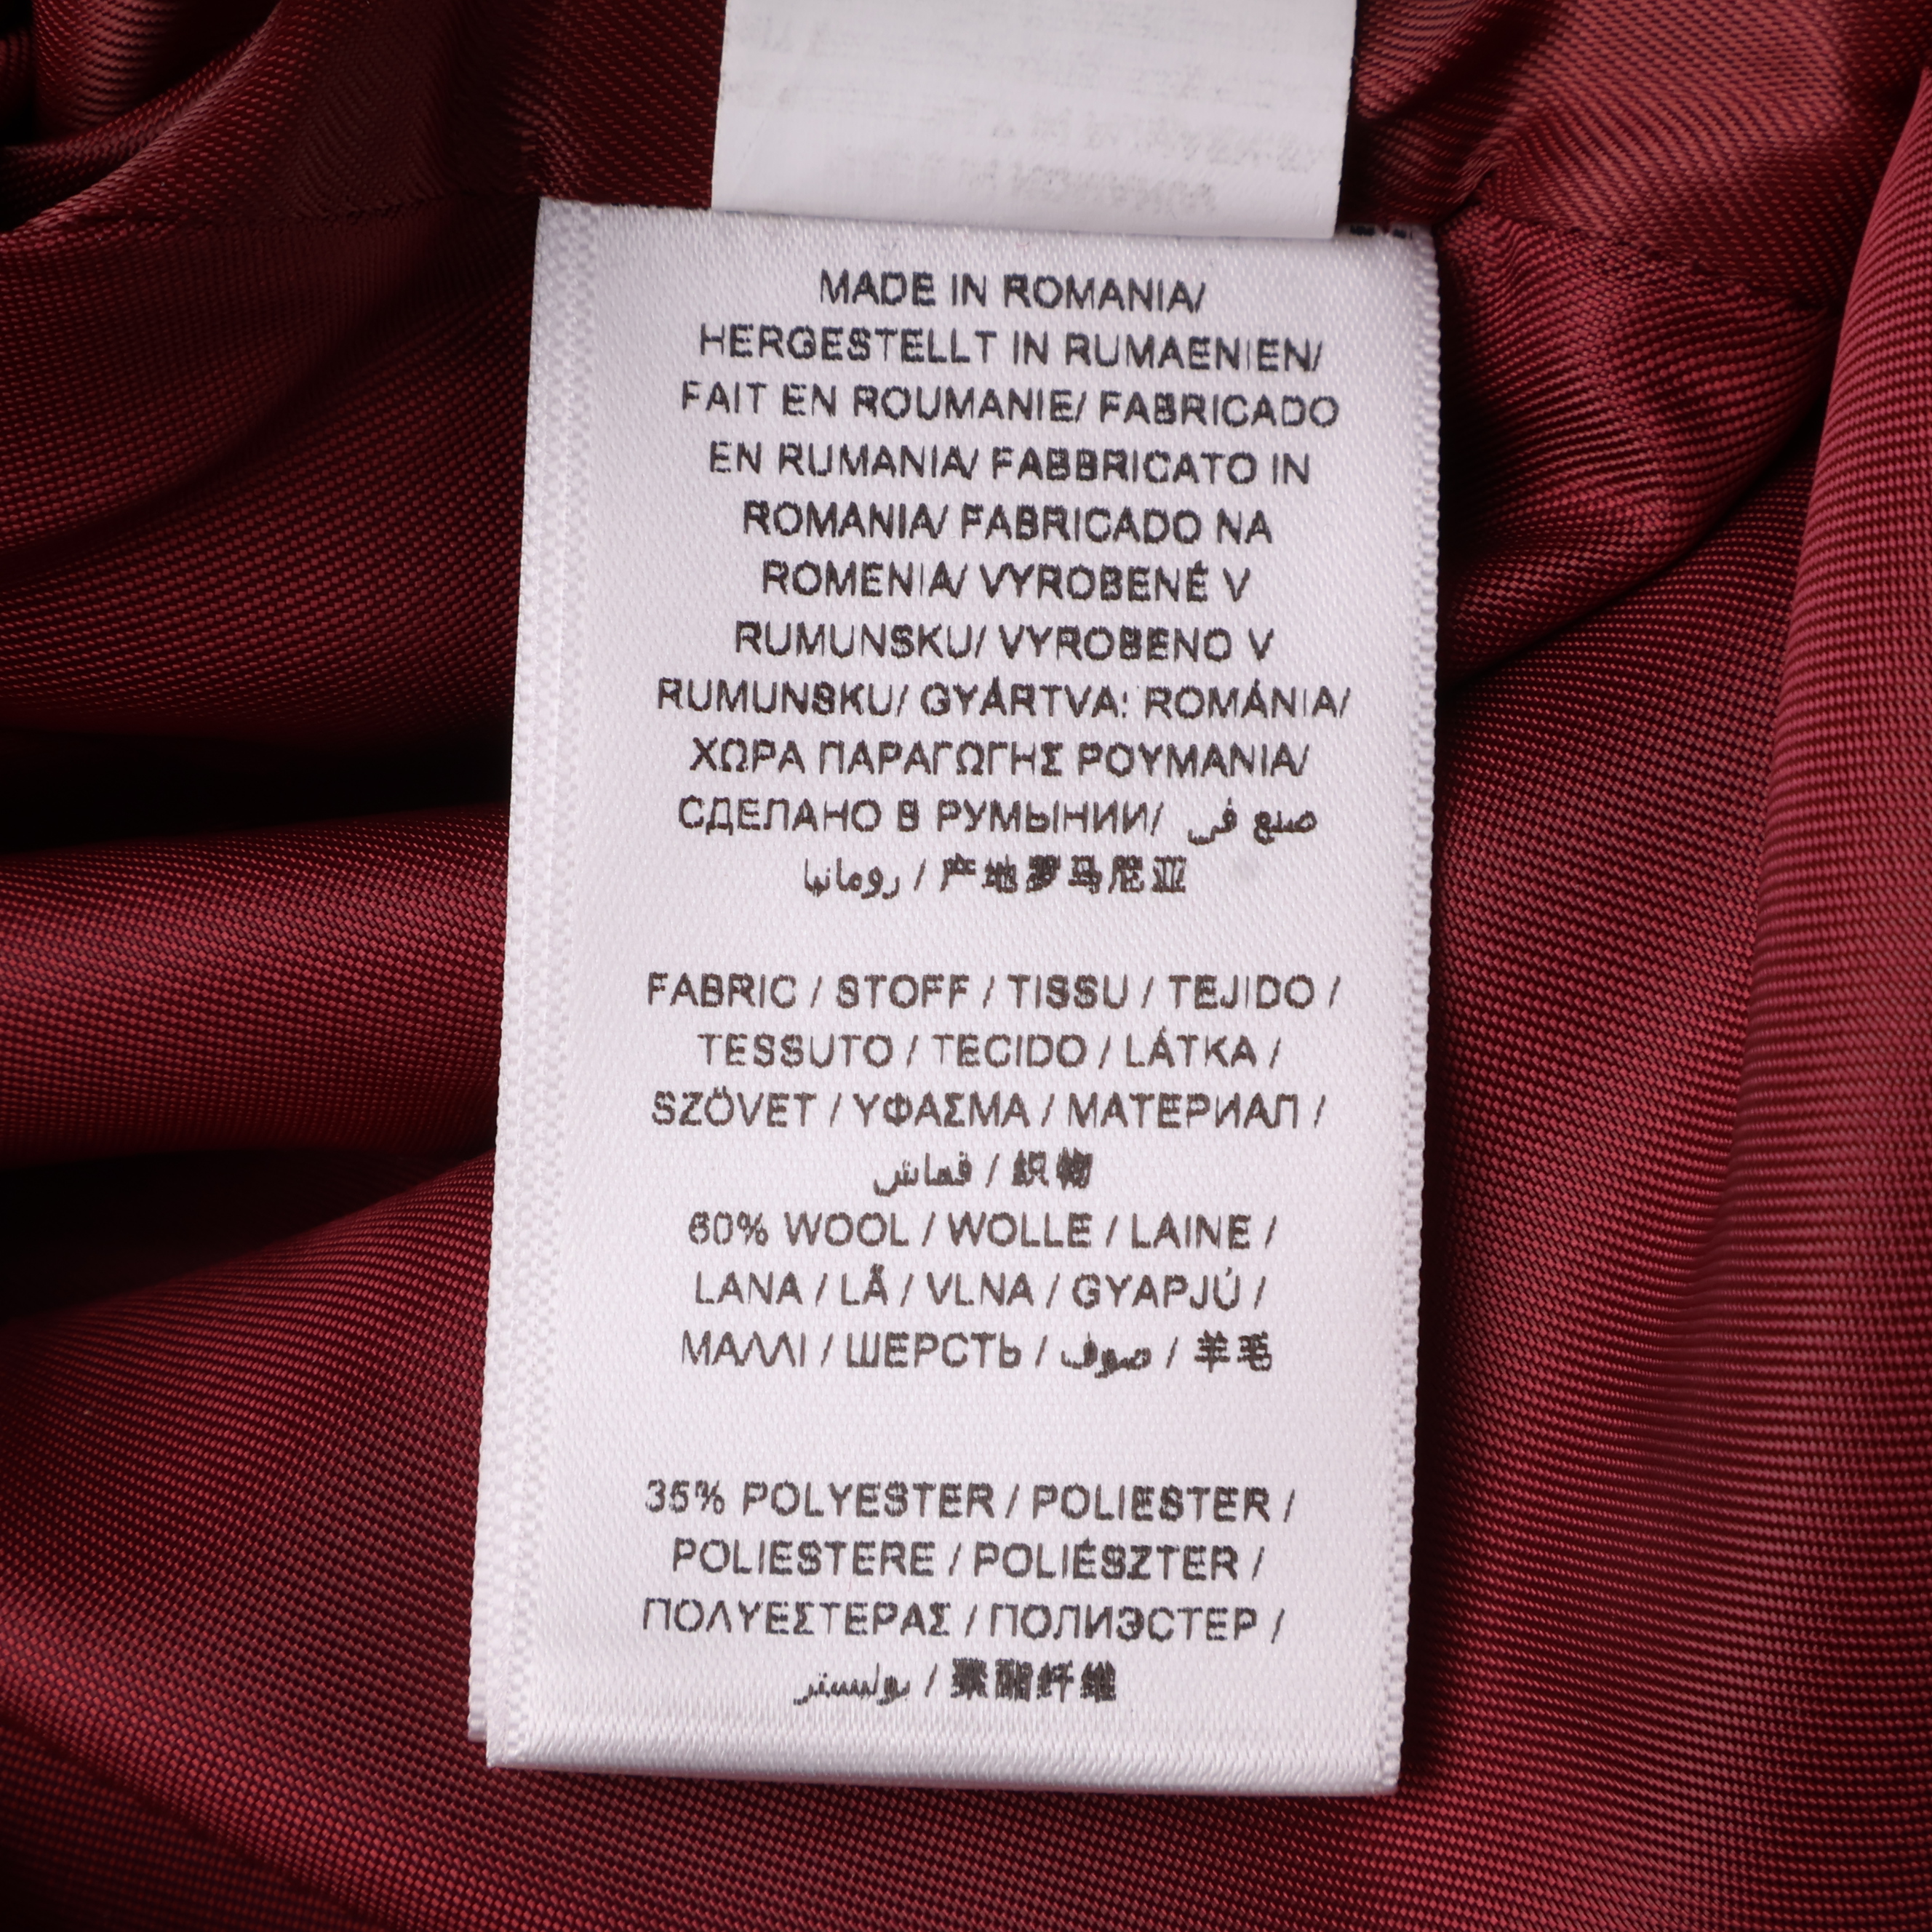 MADE IN ROMANIA/
HERGESTELLT IN RUMAENIEN/
FAIT EN ROUMANIE/ FABRICADO
EN RUMANIA/ FABBRICATO IN
ROMANIA/ FABRICADO NA
ROMENIA/ VYROBENÉ V
RUMUNSKU/ VYROBENO V
RUMUNSKU/ GYÁRTVA: ROMÁNIA/
ΧΩΡΑ ΠΑΡΑΓΩΓΗΣ ΡΟΥΜΑΝΙΑ/
СДЕЛАНО В РУМЫНИИ/ صنع في
رومانيا / 产地罗马尼亚
FABRIC / STOFF / TISSU / TEJIDO /
TESSUTO / TECIDO / LÁTKA /
SZÖVET / ΥΦΑΣΜΑ / МАТЕРИАЛ /
قماش / 织物
60% WOOL / WOLLE / LAINE /
LANA / LÃ / VLNA / GYAPJÚ /
ΜΑΛΛΙ / ШЕРСТЬ / صوف / 羊毛
35% POLYESTER / POLIESTER /
POLIESTERE / POLIÉSZTER /
ΠΟΛΥΕΣΤΕΡΑΣ / ПОЛИЭСТЕР /
بوليستر / 聚酯纤维